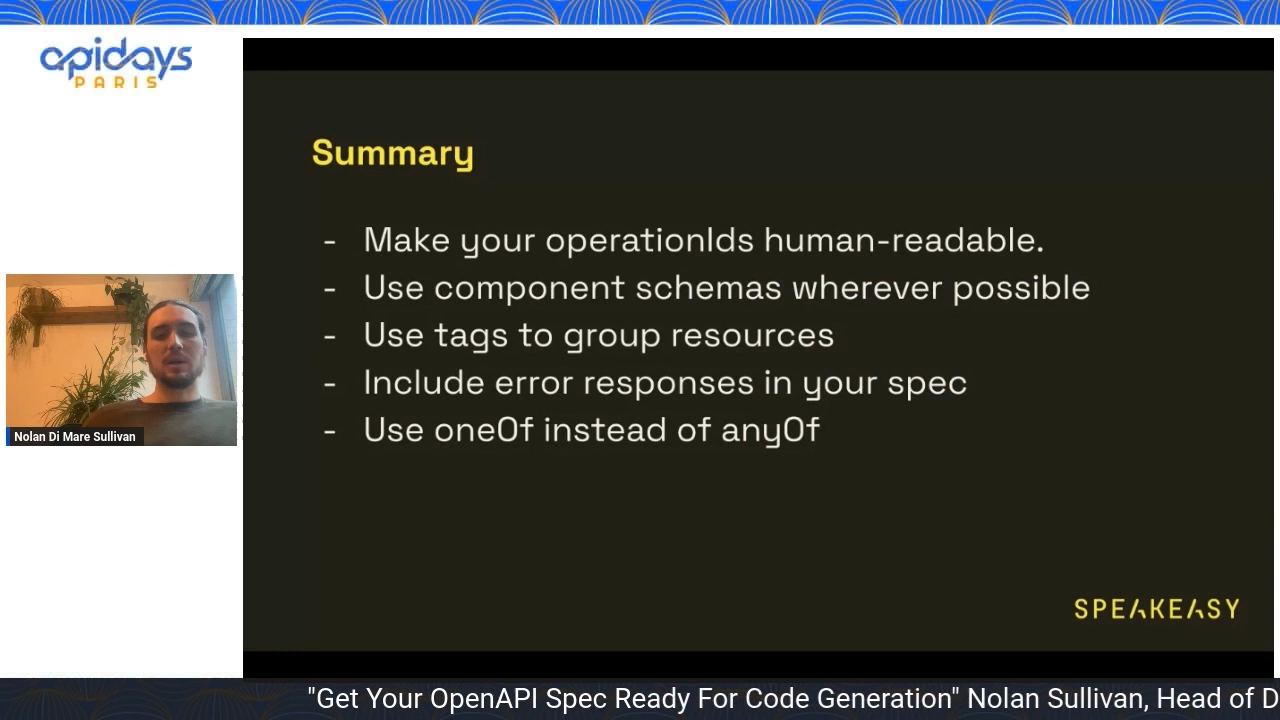 apidays
PARIS
Summary
- Make your operationIds human-readable.
- Use component schemas wherever possible
- Use tags to group resources
- Include error responses in your spec
- Use oneOf instead of anyOf
Nolan Di Mare Sullivan
SPEAKEASY
"Get Your OpenAPI Spec Ready For Code Generation" Nolan Sullivan, Head of D